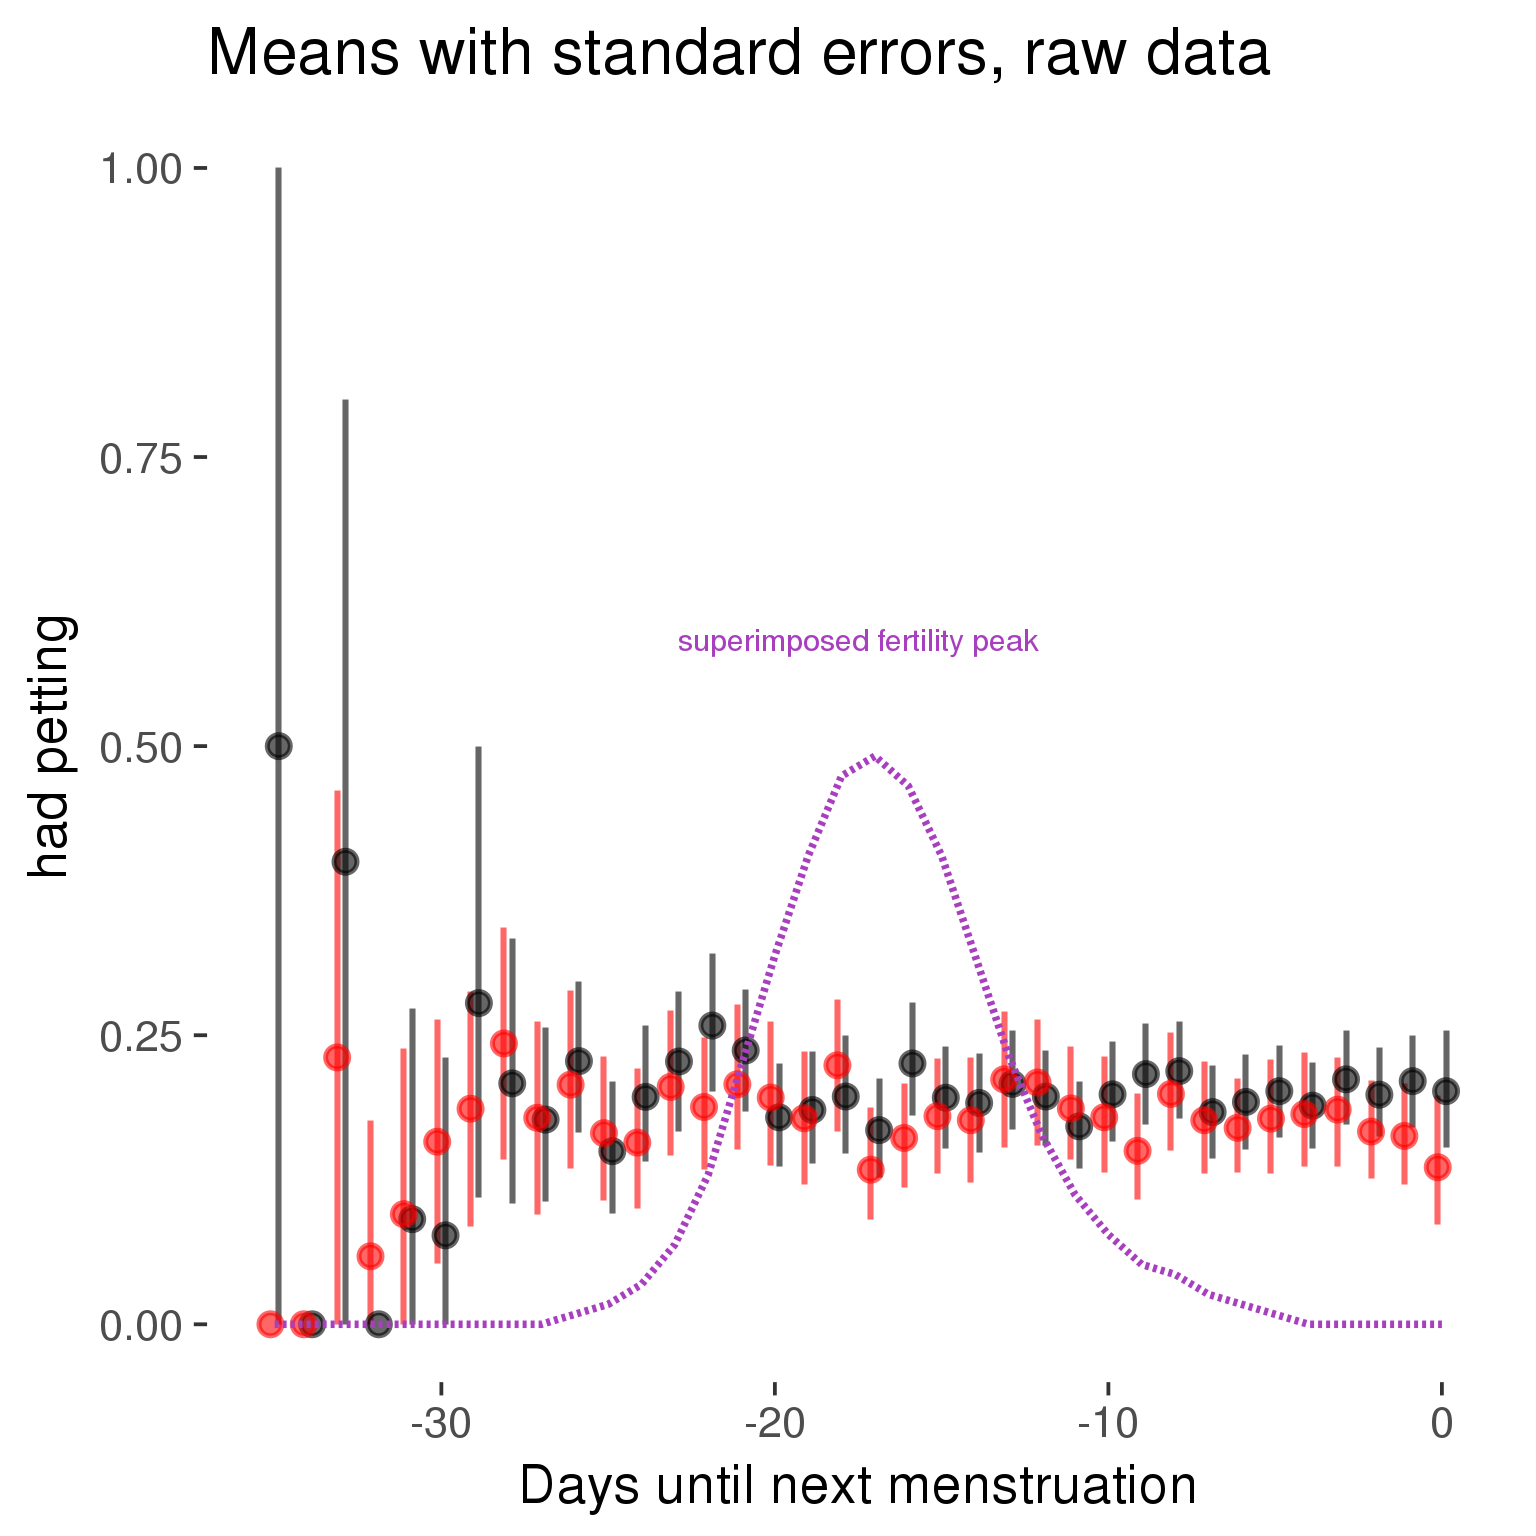 Means with standard errors, raw data
1.00
0.75
0.50
0.25
0.00
had petting
superimposed fertility peak
-30
-20
-10
0
Days until next menstruation